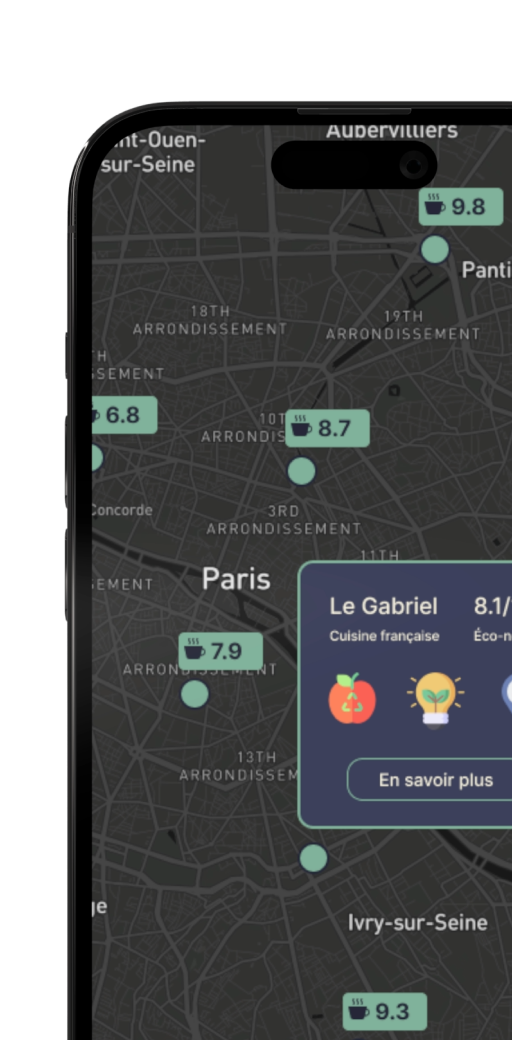 nt-Ouen-
sur-Seine
Aubervilliers
9.8
Panti
18TH
ARRONDISSEMENT
19TH
ARRONDISSEMENT
TH
SSEMENT
6.8
10T
ARRONDIS
8.7
Concorde
3RD
ARRONDISSEMENT
11TH
EMENT
Paris
Le Gabriel
8.1/1
Cuisine française
Éco-n
7.9
ARRONDISSEMENT
13TH
ARRONDISSEM
En savoir plus
ge
Ivry-sur-Seine
9.3